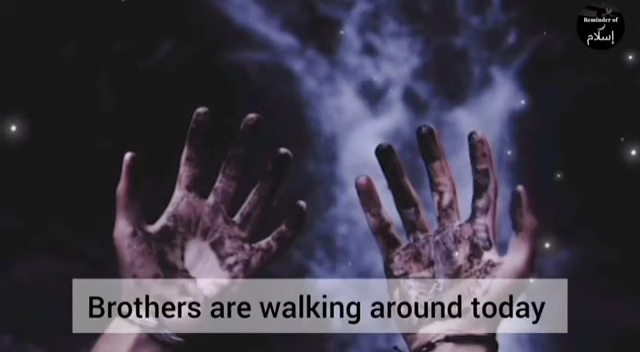 Reminder of
إسلام
Brothers are walking around today